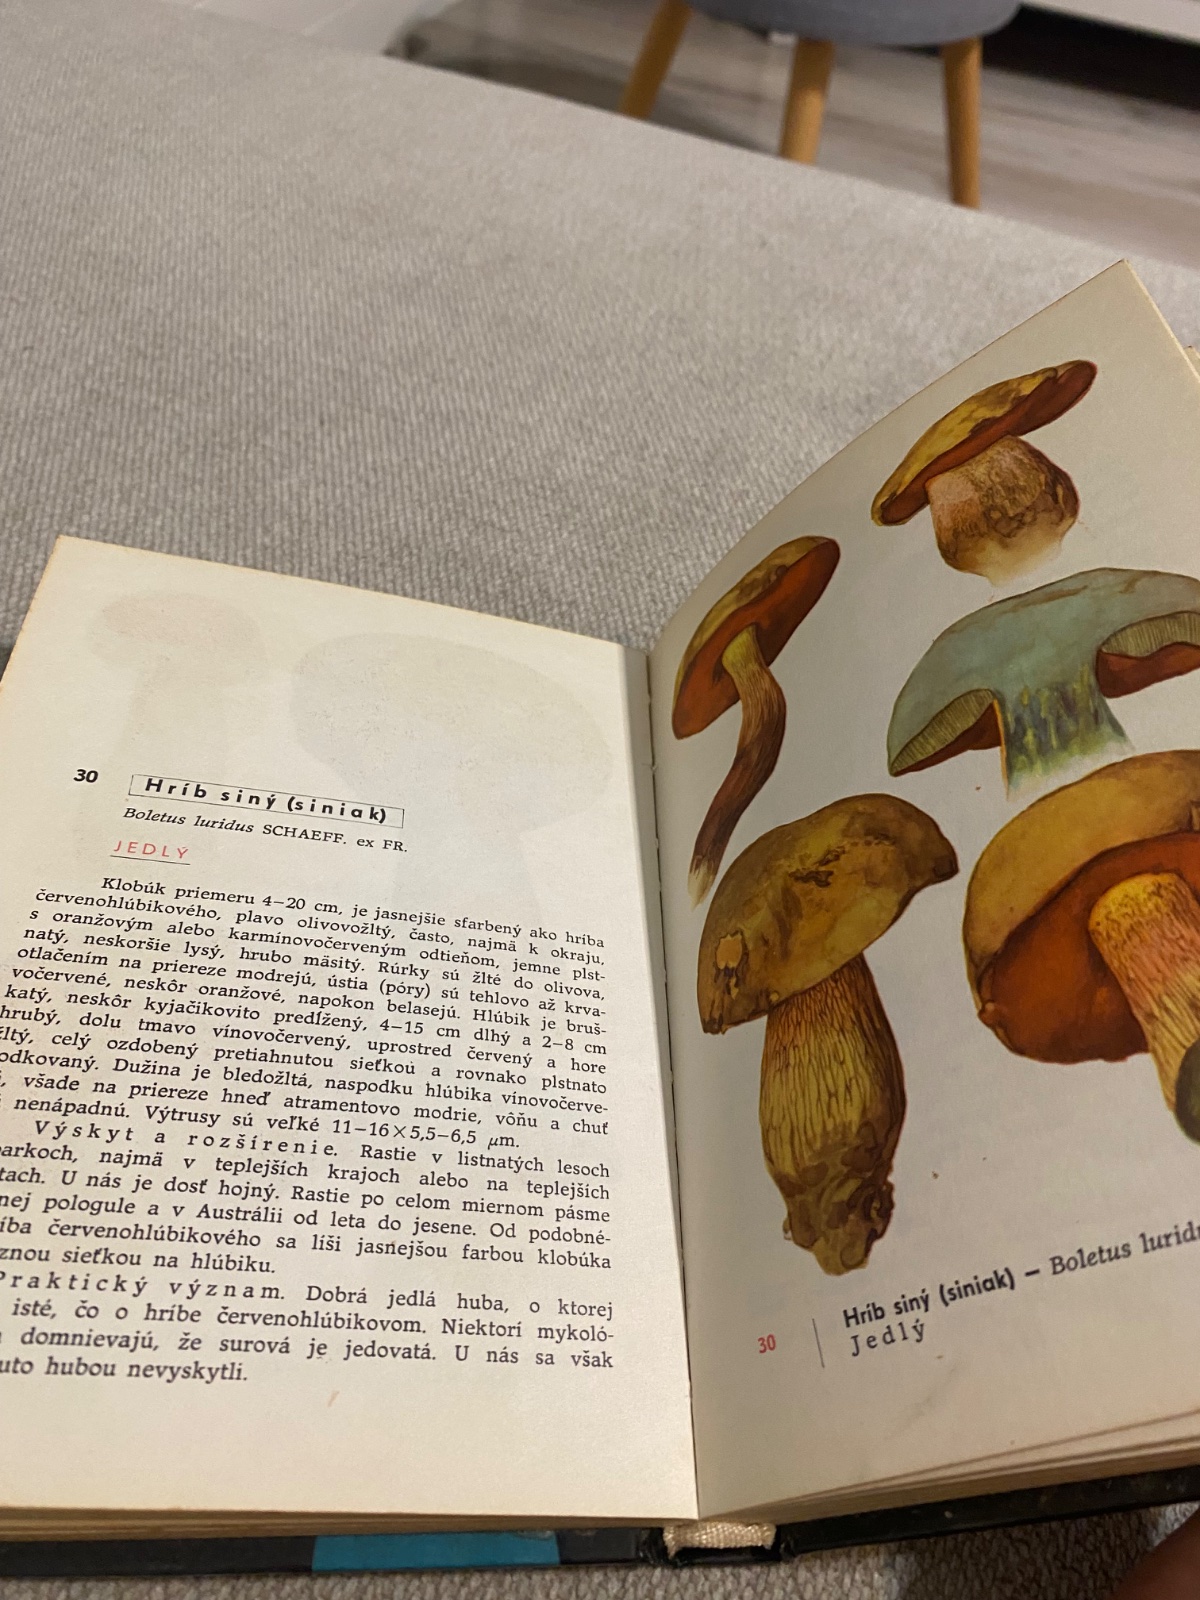 30
Hríb siný (siniak)
Boletus luridus SCHAEFF. ex FR.
JEDLÝ
Klobúk priemeru 4–20 cm, je jasnejšie sfarbený ako hríba
červenohlúbikového, plavo olivovožltý, často, najmä k okraju,
s oranžovým alebo karmínovočerveným odtieňom, jemne plst-
natý, neskoršie lysý, hrubo mäsitý. Rúrky sú žlté do olivova,
otlačením na priereze modrejú, ústia (póry) sú tehlovo až krva-
vočervené, neskôr oranžové, napokon belasejú. Hlúbik je bruš-
katý, neskôr kyjačikovito predĺžený, 4–15 cm dlhý a 2–8 cm
hrubý, dolu tmavo vínovočervený, uprostred červený a hore
žltý, celý ozdobený pretiahnutou sieťkou a rovnako plstnato
odkovaný. Dužina je bledožltá, naspodku hlúbika vínovočerve-
, všade na priereze hneď atramentovo modrie, vôňu a chuť
nenápadnú. Výtrusy sú veľké 11–16×5,5–6,5 μm.
Výskyt a rozšírenie. Rastie v listnatých lesoch
parkoch, najmä v teplejších krajoch alebo na teplejších
tach. U nás je dosť hojný. Rastie po celom miernom pásme
nej pologule a v Austrálii od leta do jesene. Od podobné-
íba červenohlúbikového sa líši jasnejšou farbou klobúka
znou sieťkou na hlúbiku.
Praktický význam. Dobrá jedlá huba, o ktorej
isté, čo o hríbe červenohlúbikovom. Niektorí mykoló-
domnievajú, že surová je jedovatá. U nás sa však
uto hubou nevyskytli.
30
Hríb siný (siniak) – Boletus lurid
Jedlý